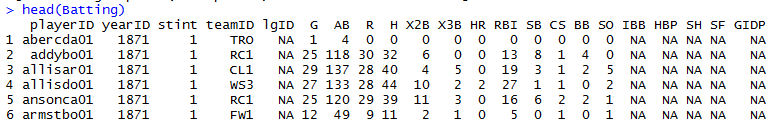 > head(Batting)
playerID yearID stint teamID lgID G AB R H X2B X3B HR RBI SB CS BB SO IBB HBP SH SF GIDP
1 abercda01 1871 1 TRO NA 1 4 0 0 0 0 0 0 0 0 0 0 NA NA NA NA NA
2 addybo01 1871 1 RC1 NA 25 118 30 32 6 0 0 13 8 1 4 0 NA NA NA NA NA
3 allisar01 1871 1 CL1 NA 29 137 28 40 4 5 0 19 3 1 2 5 NA NA NA NA NA
4 allisdo01 1871 1 WS3 NA 27 133 28 44 10 2 2 27 1 1 0 2 NA NA NA NA NA
5 ansonca01 1871 1 RC1 NA 25 120 29 39 11 3 0 16 6 2 2 1 NA NA NA NA NA
6 armstbo01 1871 1 FW1 NA 12 49 9 11 2 1 0 5 0 1 0 1 NA NA NA NA NA